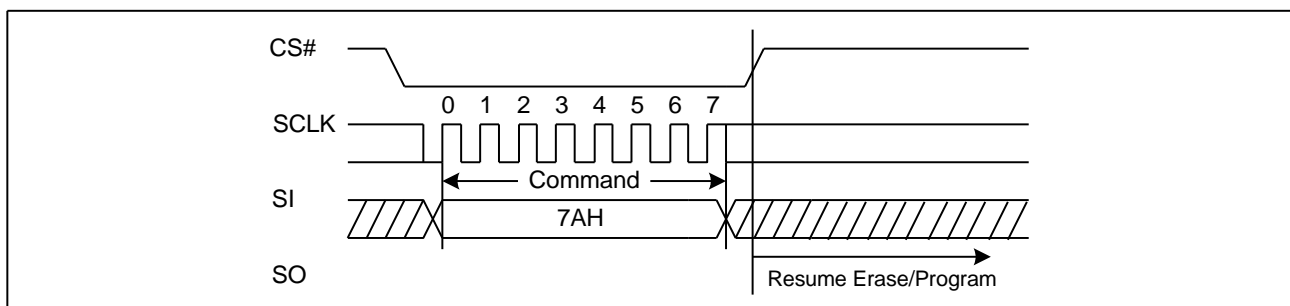 CS#
0 1 2 3 4 5 6 7
SCLK
Command
SI
7AH
SO
Resume Erase/Program